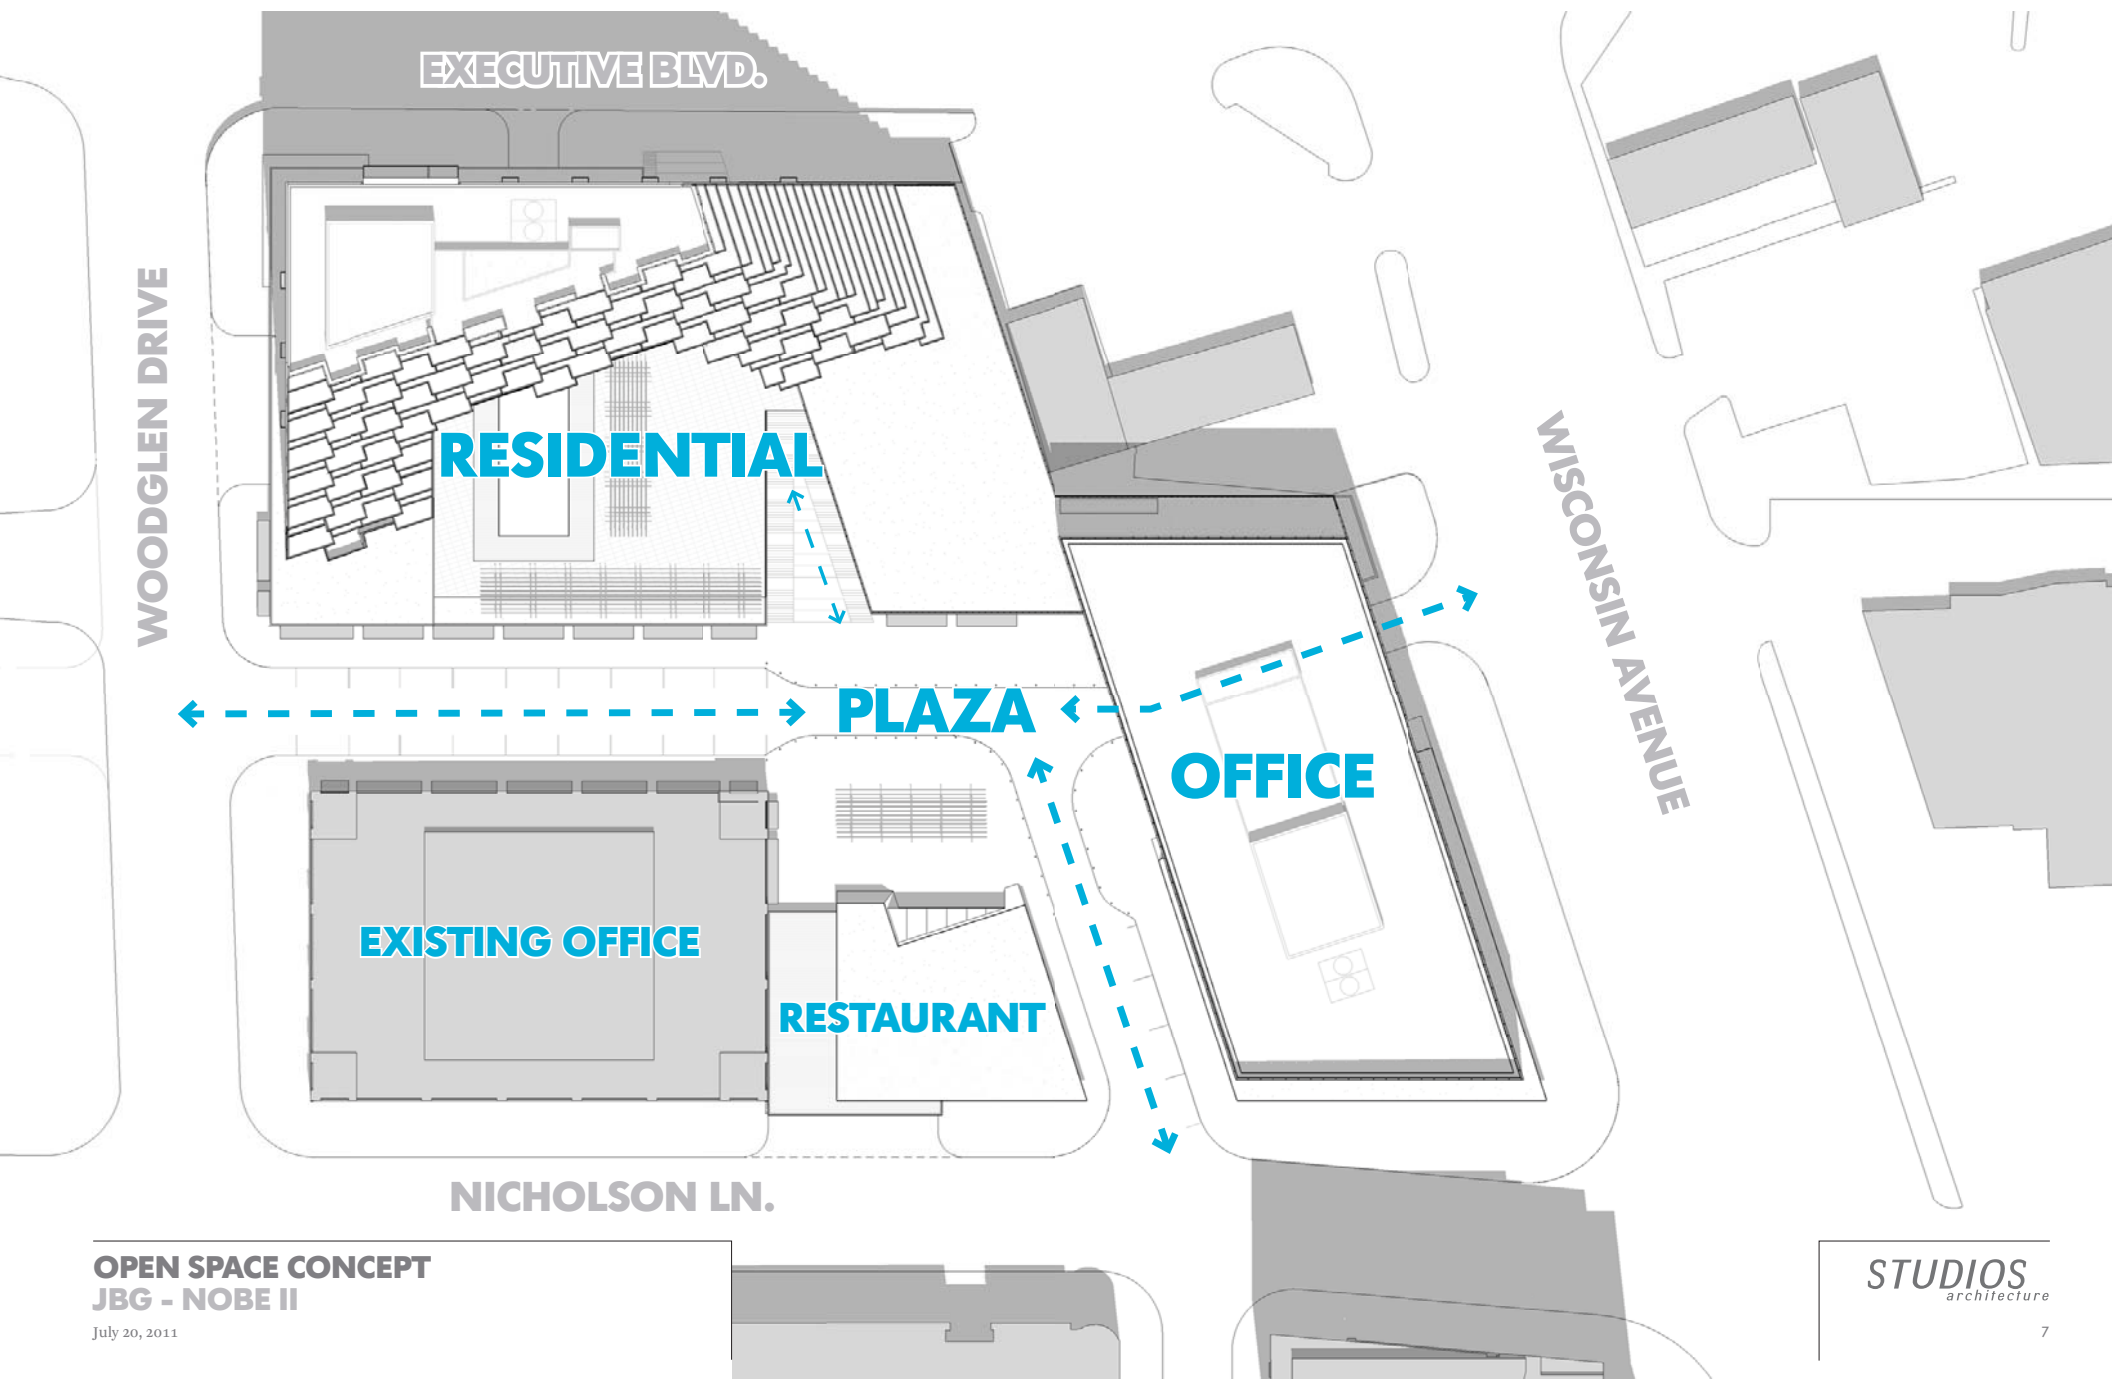 EXECUTIVE BLVD.
WOODGLEN DRIVE
RESIDENTIAL
WISCONSIN AVENUE
PLAZA
OFFICE
EXISTING OFFICE
RESTAURANT
NICHOLSON LN.
OPEN SPACE CONCEPT
JBG - NOBE II
July 20, 2011
STUDIOS
architecture
7